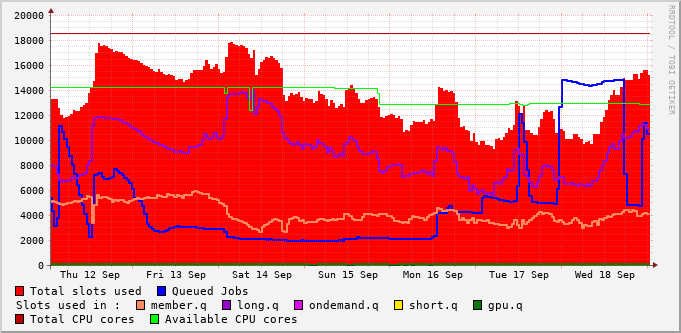 20000
18000
16000
14000
12000
10000
8000
6000
4000
2000
0
Thu 12 Sep Fri 13 Sep Sat 14 Sep Sun 15 Sep Mon 16 Sep Tue 17 Sep Wed 18 Sep
Total slots used Queued Jobs
Slots used in : member.q long.q ondemand.q short.q gpu.q
Total CPU cores Available CPU cores
RRDTOOL / TOBI OETIKER